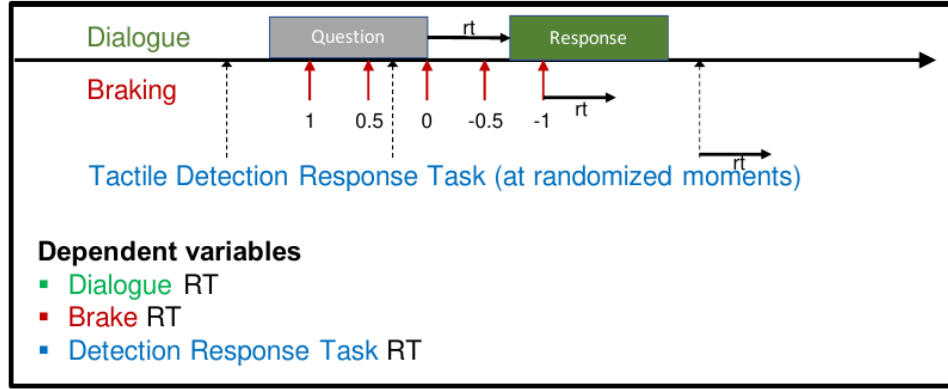 Dialogue Question rt Response
Braking
1 0.5 0 -0.5 -1 rt
rt
Tactile Detection Response Task (at randomized moments)
Dependent variables
▪ Dialogue RT
▪ Brake RT
▪ Detection Response Task RT